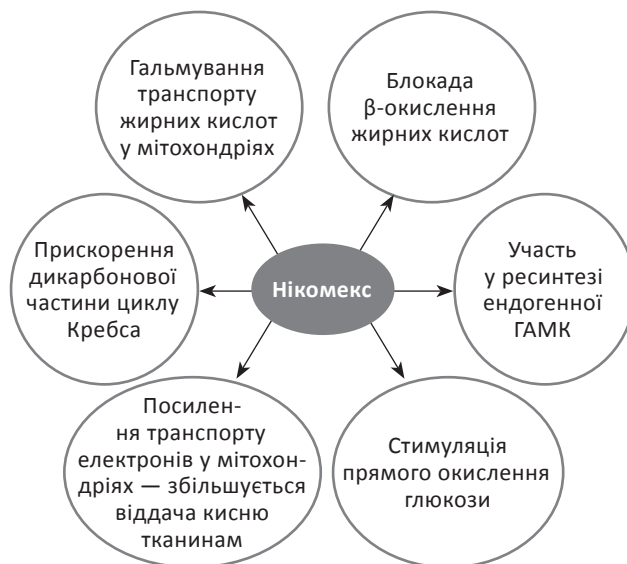 Гальмування
транспорту
жирних кислот
у мітохондріях
Блокада
β-окислення
жирних кислот
Прискорення
дикарбонової
частини циклу
Кребса
Нікомекс
Участь
у ресинтезі
ендогенної
ГАМК
Посилен-
ня транспорту
електронів у мітохон-
дріях — збільшується
віддача кисню
тканинам
Стимуляція
прямого окислення
глюкози